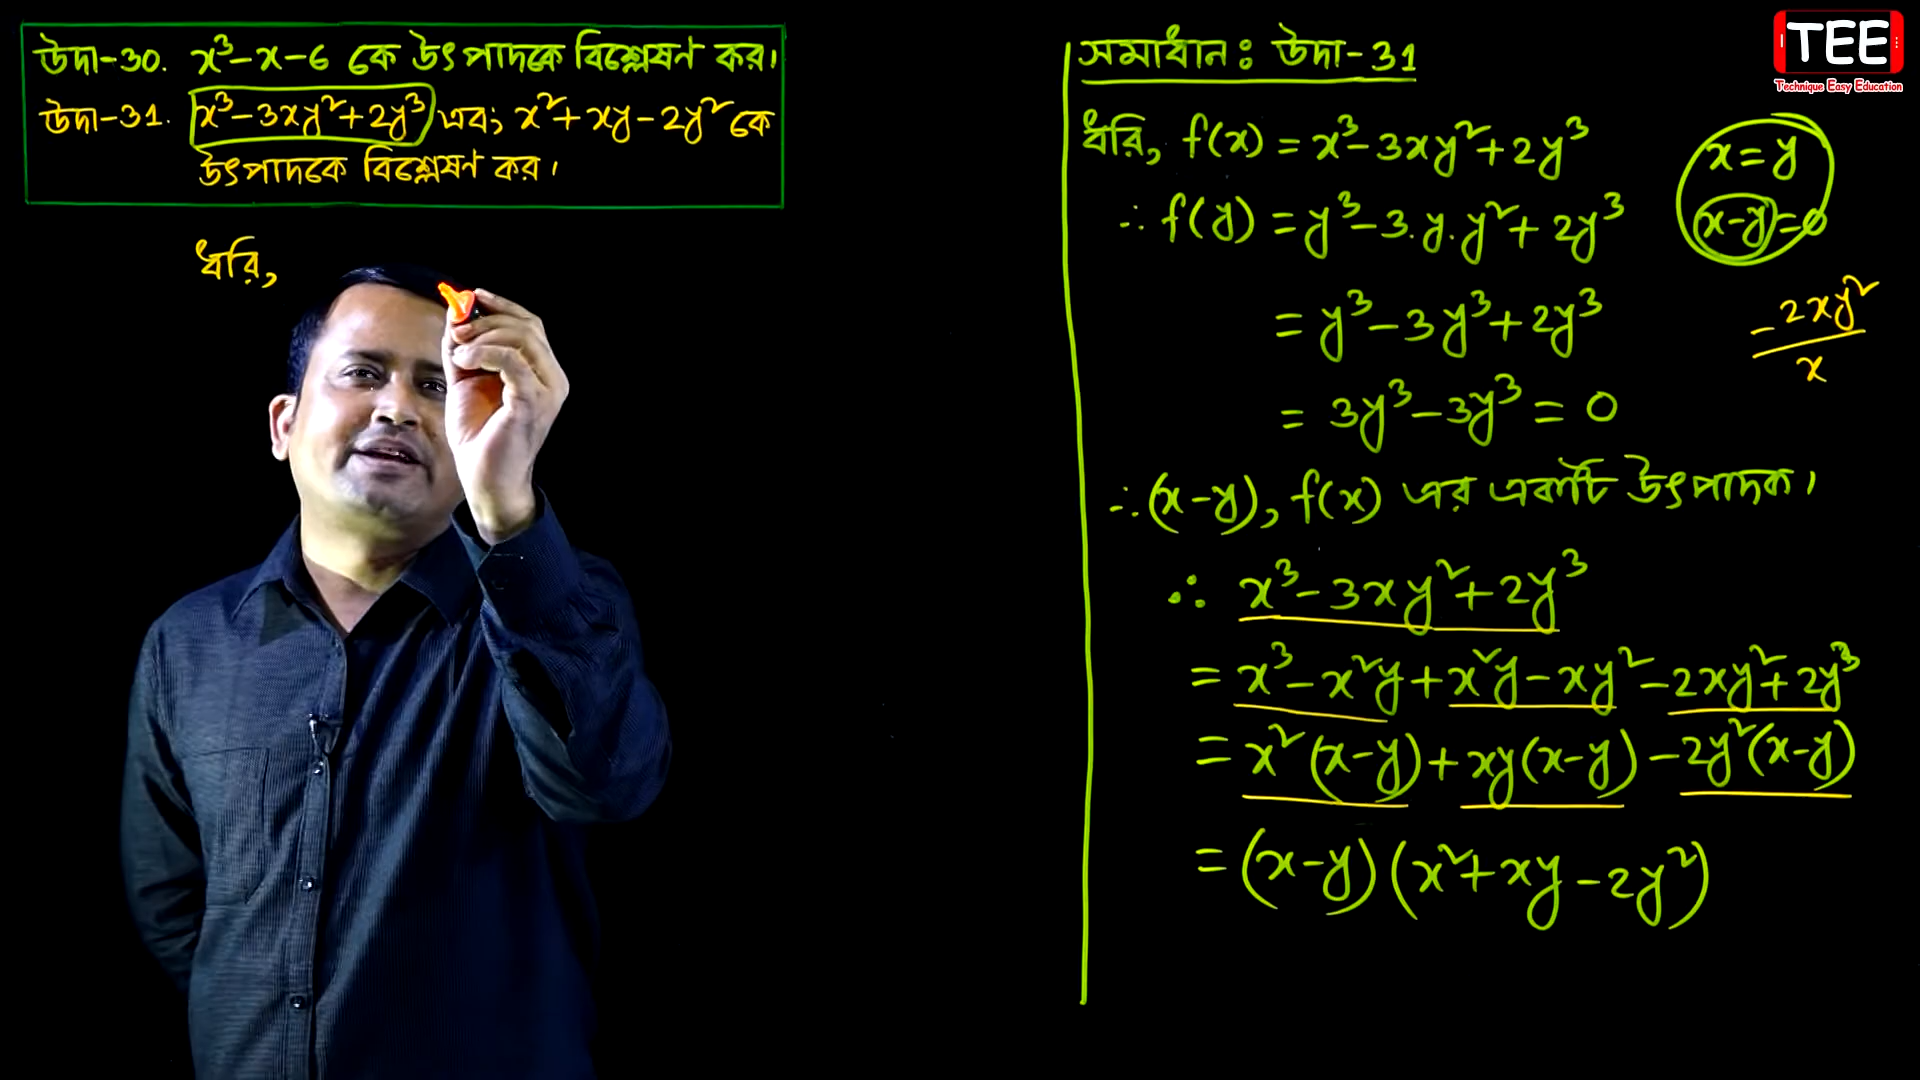 উদা-30. x³-x-6 কে উৎপাদকে বিশ্লেষণ কর।
উদা-31. x³-3xy²+2y³ এবং x²+xy-2y² কে
উৎপাদকে বিশ্লেষণ কর।
ধরি,
সমাধান: উদা-31
ধরি, f(x) = x³-3xy²+2y³
∴ f(y) = y³-3.y.y²+2y³
= y³-3y³+2y³
= 3y³-3y³ = 0
∴ (x-y), f(x) এর একটি উৎপাদক।
∴ x³-3xy²+2y³
= x³-x²y+x²y-xy²-2xy²+2y³
= x²(x-y)+xy(x-y)-2y²(x-y)
= (x-y)(x²+xy-2y²)
x=y
x-y=0
-2xy²
x
TEE
Technique Easy Education